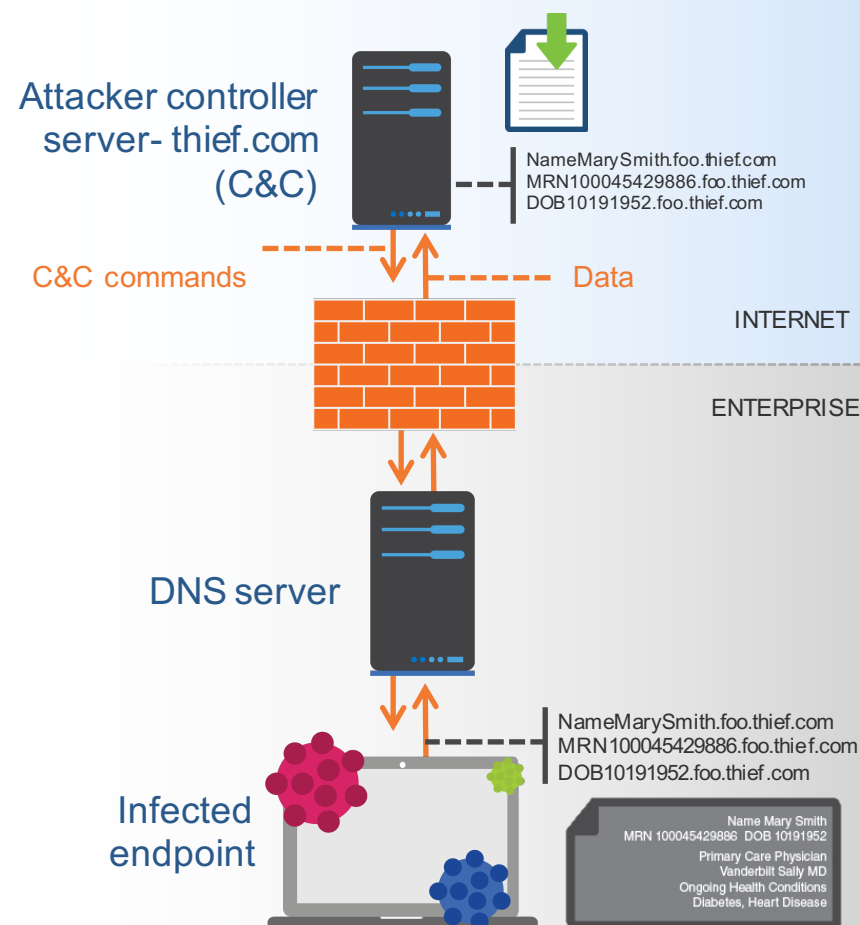 Attacker controller
server- thief.com
(C&C)
NameMarySmith.foo.thief.com
MRN100045429886.foo.thief.com
DOB10191952.foo.thief.com
C&C commands
Data
INTERNET
ENTERPRISE
DNS server
NameMarySmith.foo.thief.com
MRN100045429886.foo.thief.com
DOB10191952.foo.thief.com
Infected
endpoint
Name Mary Smith
MRN 100045429886 DOB 10191952
Primary Care Physician
Vanderbilt Sally MD
Ongoing Health Conditions
Diabetes, Heart Disease